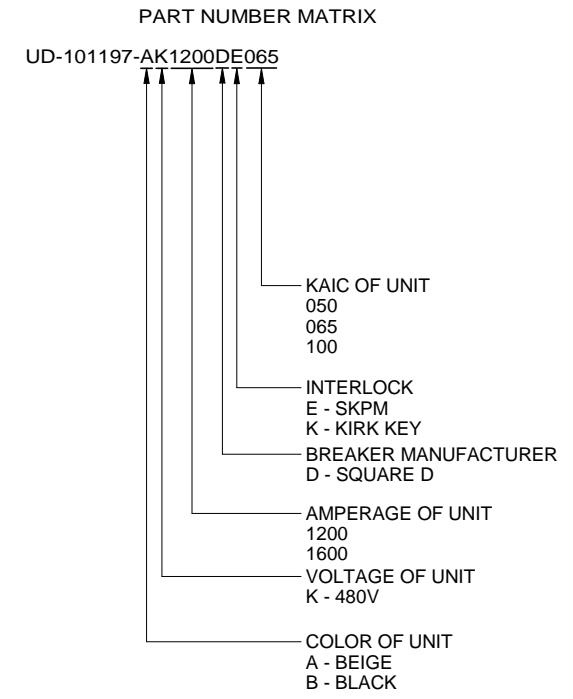 PART NUMBER MATRIX
UD-101197-AK1200DE065
KAIC OF UNIT
050
065
100
INTERLOCK
E - SKPM
K - KIRK KEY
BREAKER MANUFACTURER
D - SQUARE D
AMPERAGE OF UNIT
1200
1600
VOLTAGE OF UNIT
K - 480V
COLOR OF UNIT
A - BEIGE
B - BLACK